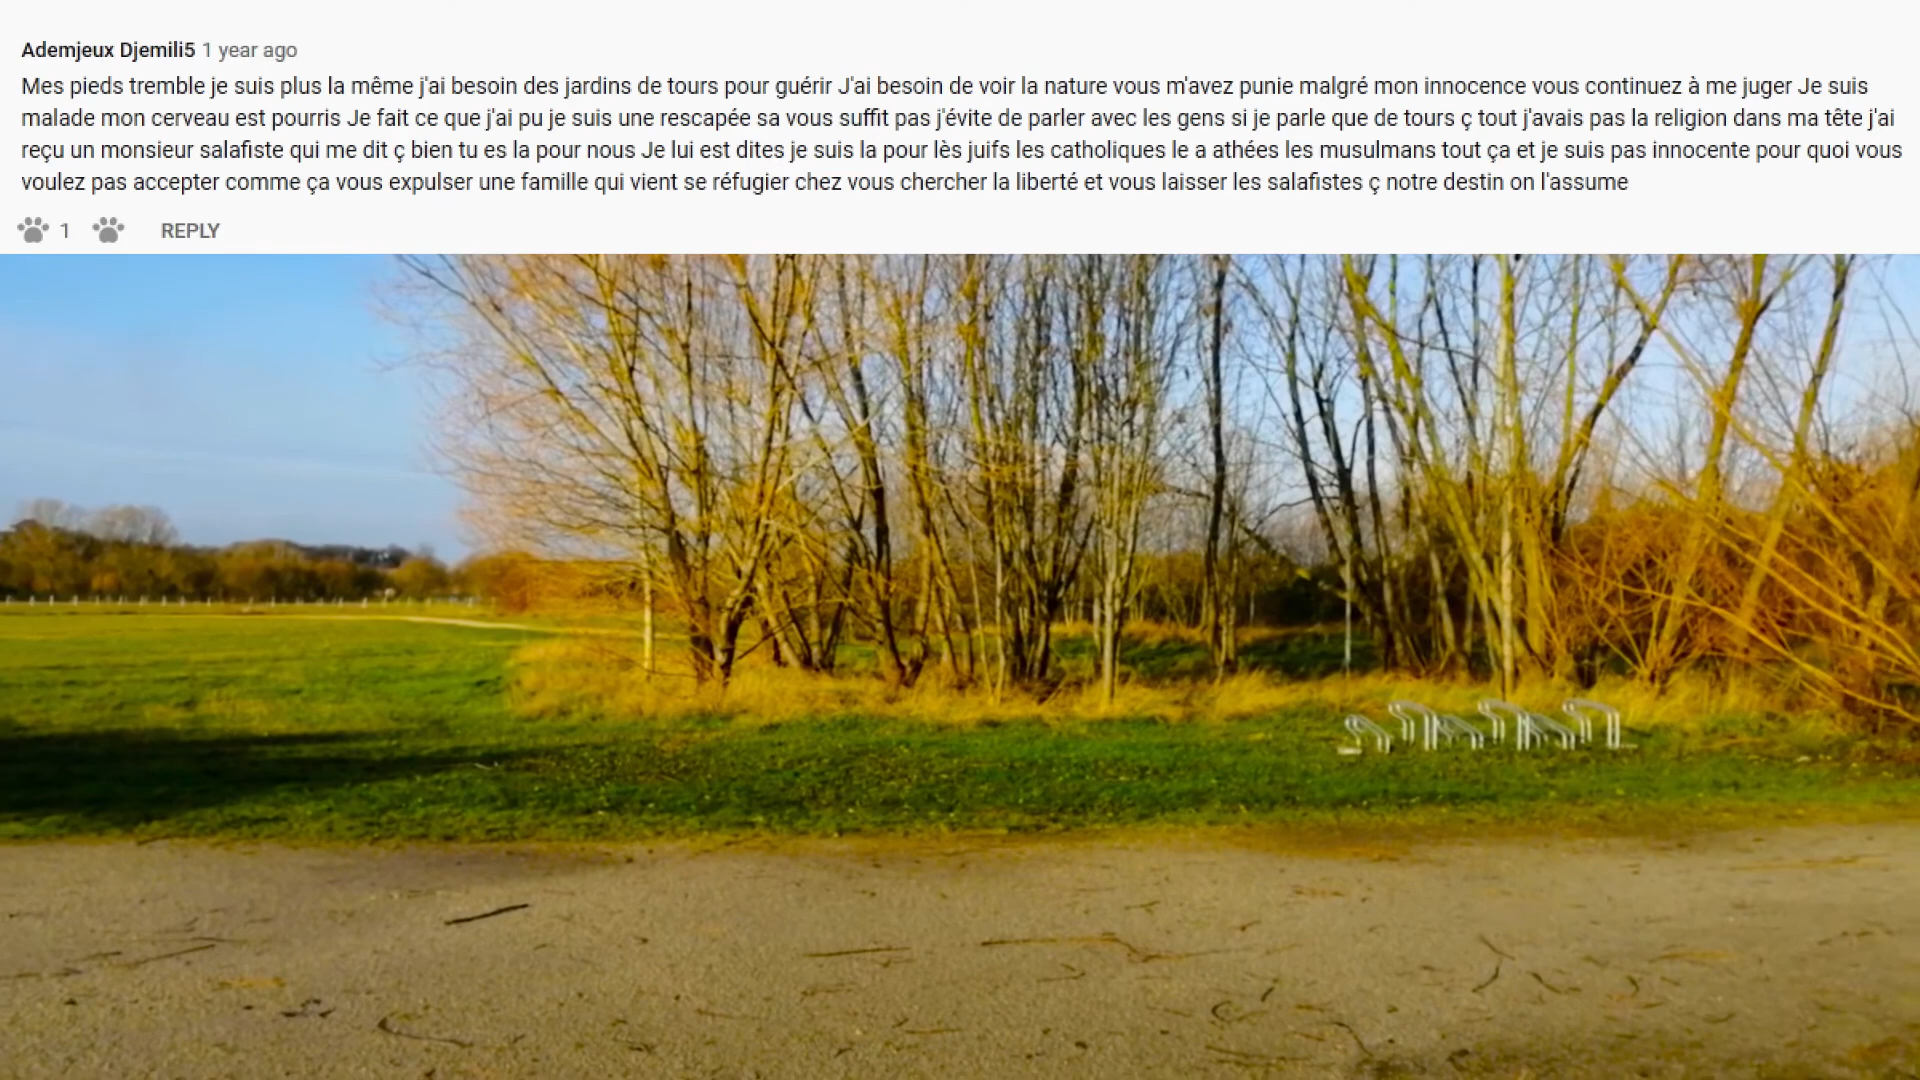 Ademjeux Djemili5 1 year ago
Mes pieds tremble je suis plus la même j'ai besoin des jardins de tours pour guérir J'ai besoin de voir la nature vous m'avez punie malgré mon innocence vous continuez à me juger Je suis
malade mon cerveau est pourris Je fait ce que j'ai pu je suis une rescapée sa vous suffit pas j'évite de parler avec les gens si je parle que de tours ç tout j'avais pas la religion dans ma tête j'ai
reçu un monsieur salafiste qui me dit ç bien tu es la pour nous Je lui est dites je suis la pour lès juifs les catholiques le a athées les musulmans tout ça et je suis pas innocente pour quoi vous
voulez pas accepter comme ça vous expulser une famille qui vient se réfugier chez vous chercher la liberté et vous laisser les salafistes ç notre destin on l'assume
1 REPLY